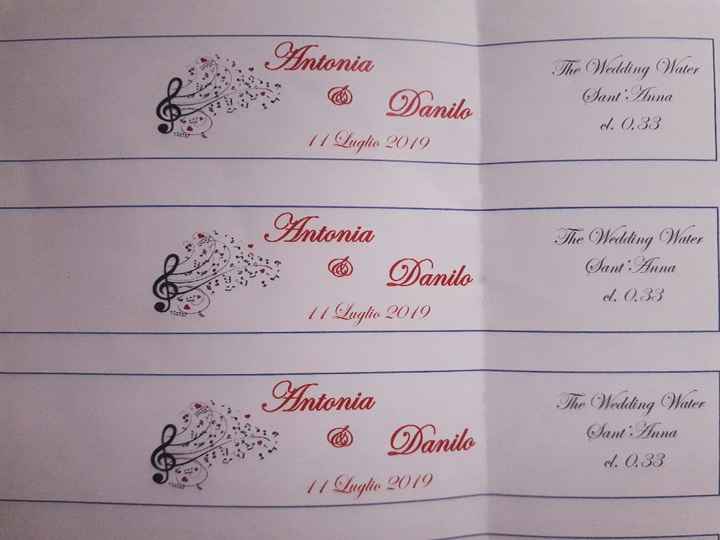 Antonia
&
Danilo
11 Luglio 2019
The Wedding Water
Sant'Anna
cl. 0.33
Antonia
&
Danilo
11 Luglio 2019
The Wedding Water
Sant'Anna
cl. 0.33
Antonia
&
Danilo
11 Luglio 2019
The Wedding Water
Sant'Anna
cl. 0.33